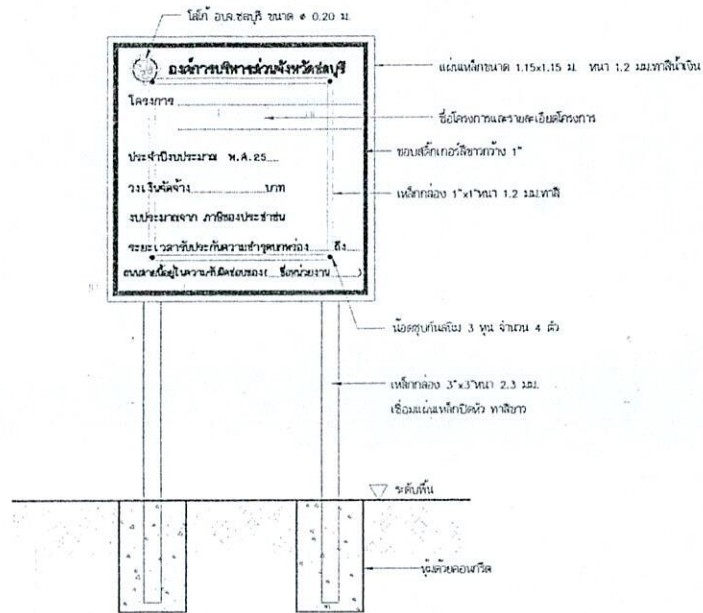 โลโก้ อบจ.ชลบุรี ขนาด ø 0.20 ม.
องค์การบริหารส่วนจังหวัดชลบุรี
แผ่นเหล็กขนาด 1.15x1.15 ม. หนา 1.2 มม.ทาสีน้ำเงิน
โครงการ
ชื่อโครงการและรายละเอียดโครงการ
ประจำปีงบประมาณ พ.ศ.25
ขอบสติ๊กเกอร์สีขาวกว้าง 1"
วงเงินจัดจ้าง บาท
เหล็กกล่อง 1"x1"หนา 1.2 มม.ทาสี
งบประมาณจาก ภาษีของประชาชน
ระยะเวลารับประกันความชำรุดบกพร่อง ถึง
ถนนสายนี้อยู่ในความรับผิดชอบของ( ชื่อหน่วยงาน )
น๊อตชุบกันสนิม 3 หุน จำนวน 4 ตัว
เหล็กกล่อง 3"x3"หนา 2.3 มม.
เชื่อมแผ่นเหล็กปิดหัว ทาสีขาว
ระดับพื้น
หุ้มด้วยคอนกรีต